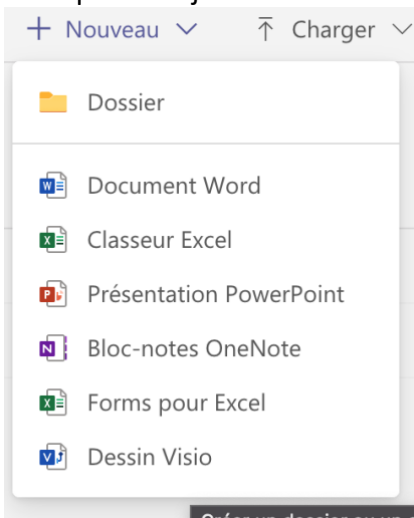 + Nouveau Charger
Dossier
Document Word
Classeur Excel
Présentation PowerPoint
Bloc-notes OneNote
Forms pour Excel
Dessin Visio